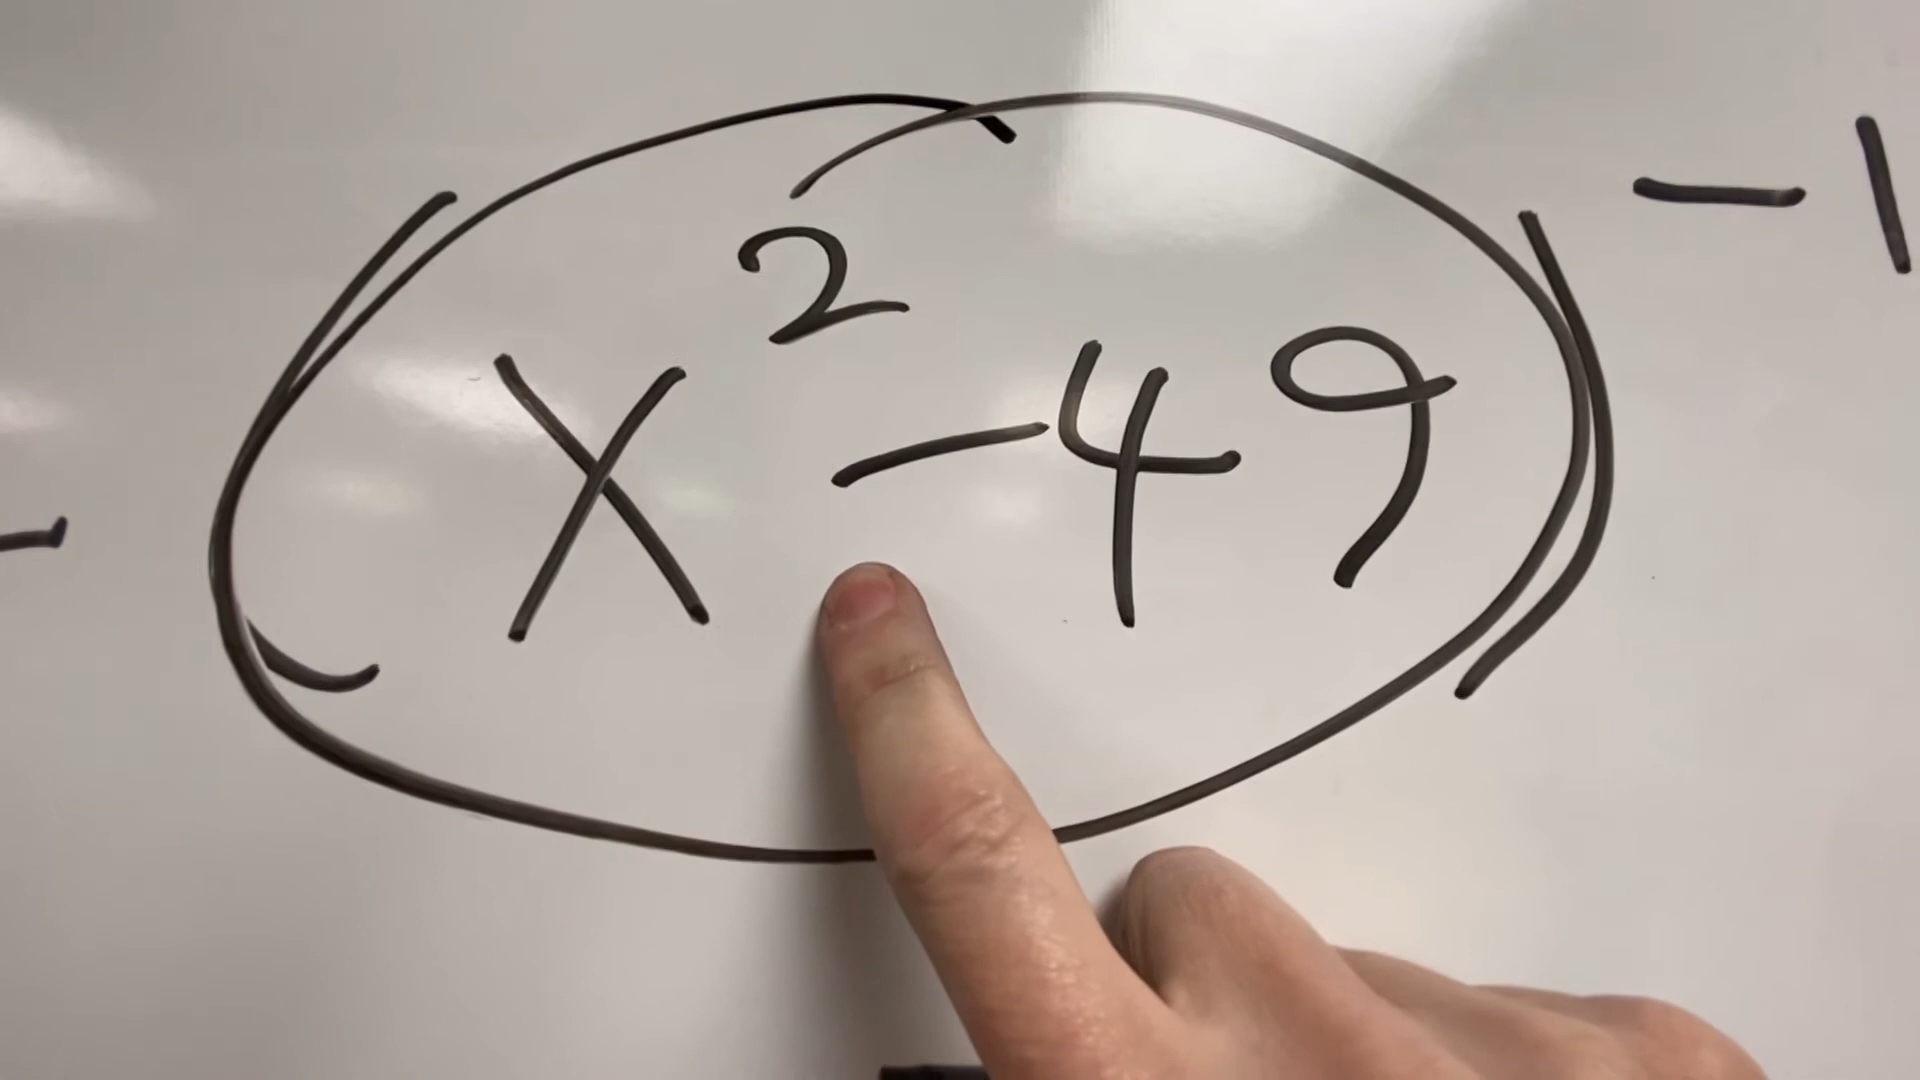 - (x² - 49)⁻¹